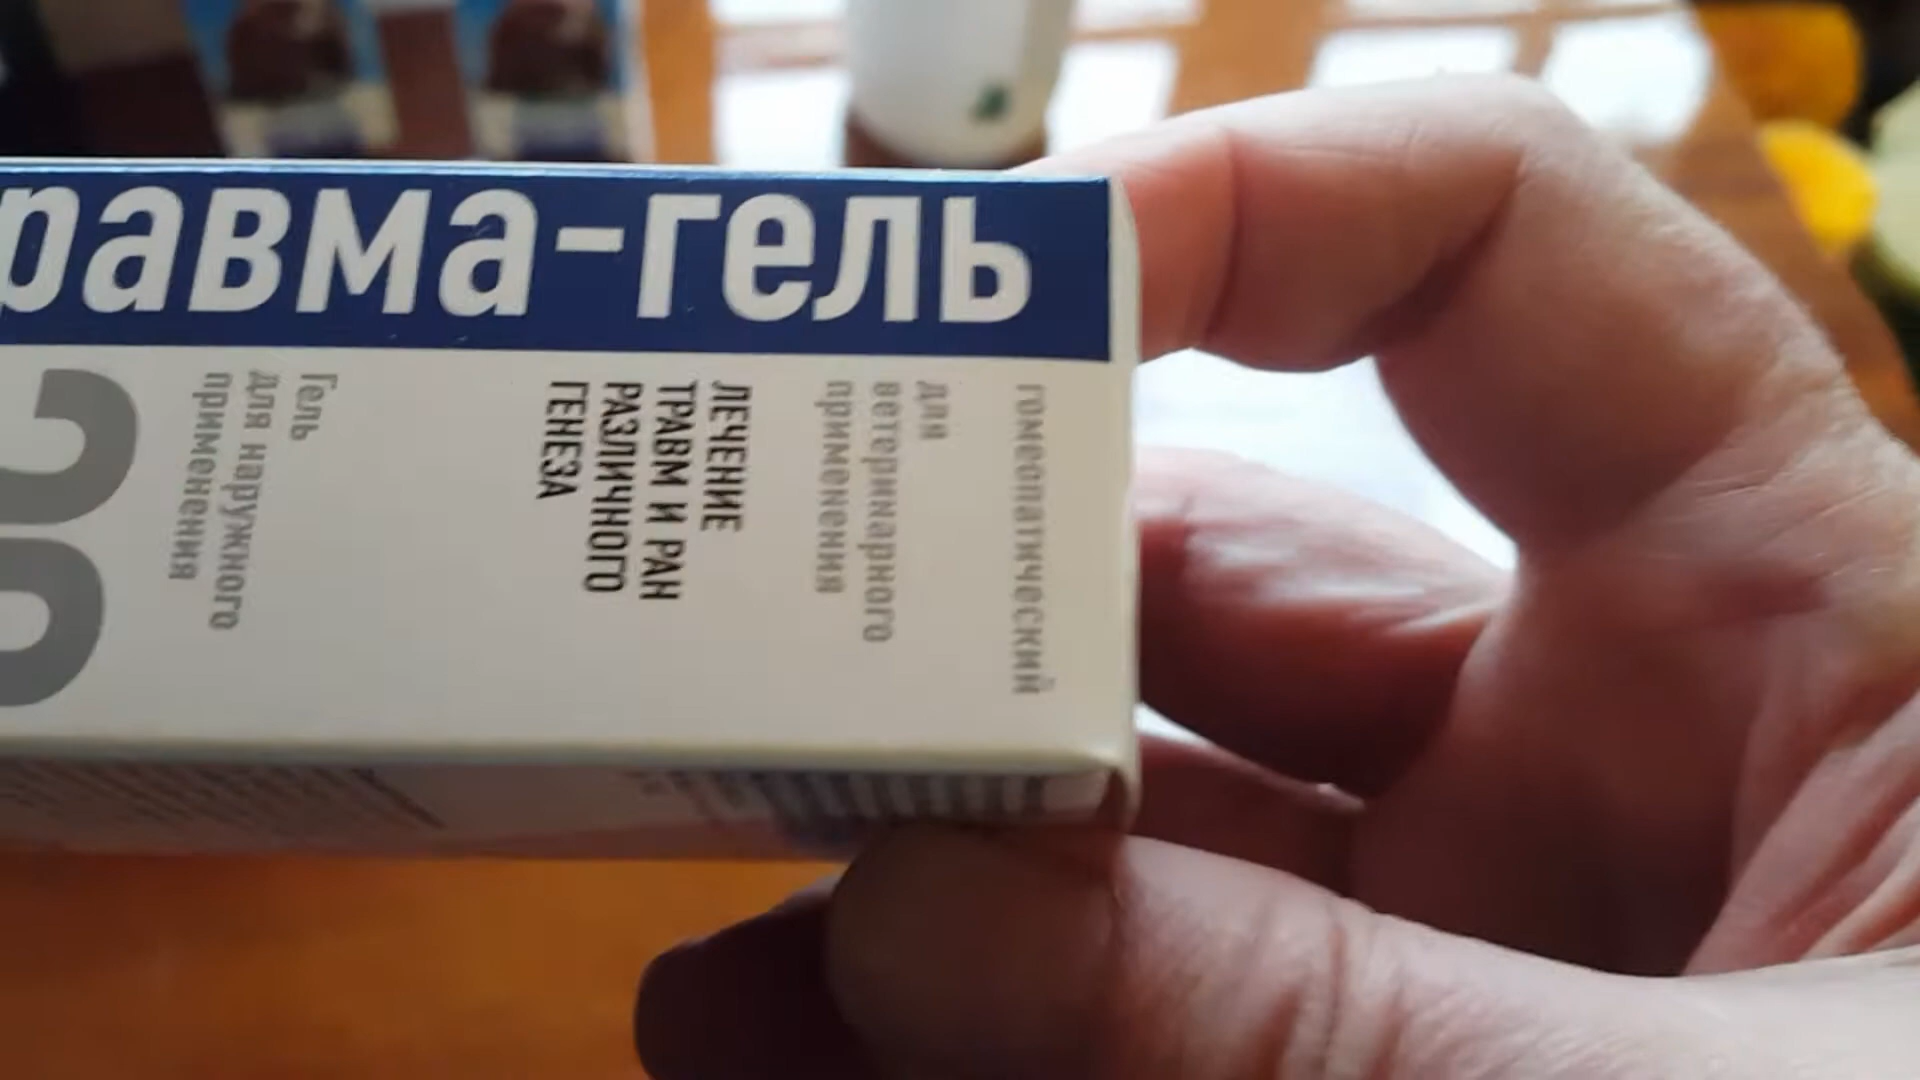 равма-гель
гомеопатический
для
ветеринарного
применения
ЛЕЧЕНИЕ
ТРАВМ И РАН
РАЗЛИЧНОГО
ГЕНЕЗА
Гель
для наружного
применения